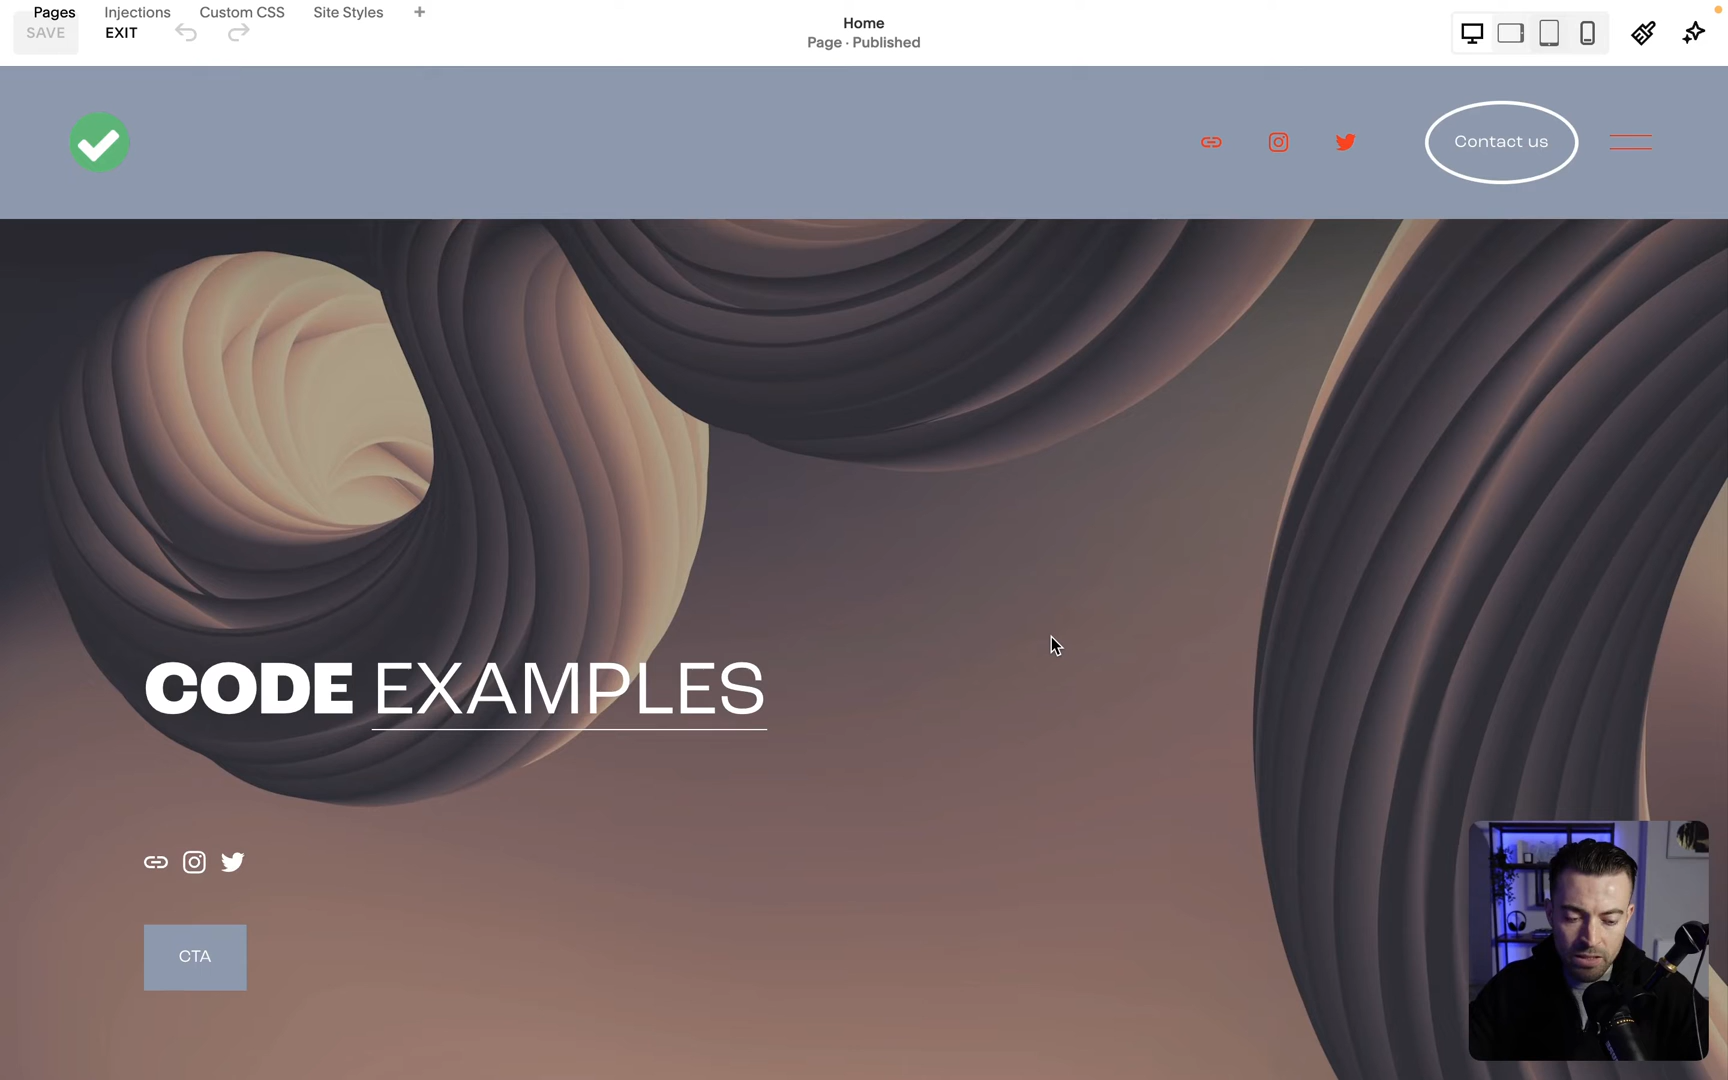 Pages Injections Custom CSS Site Styles +
SAVE EXIT
Home
Page · Published
Contact us
CODE EXAMPLES
CTA